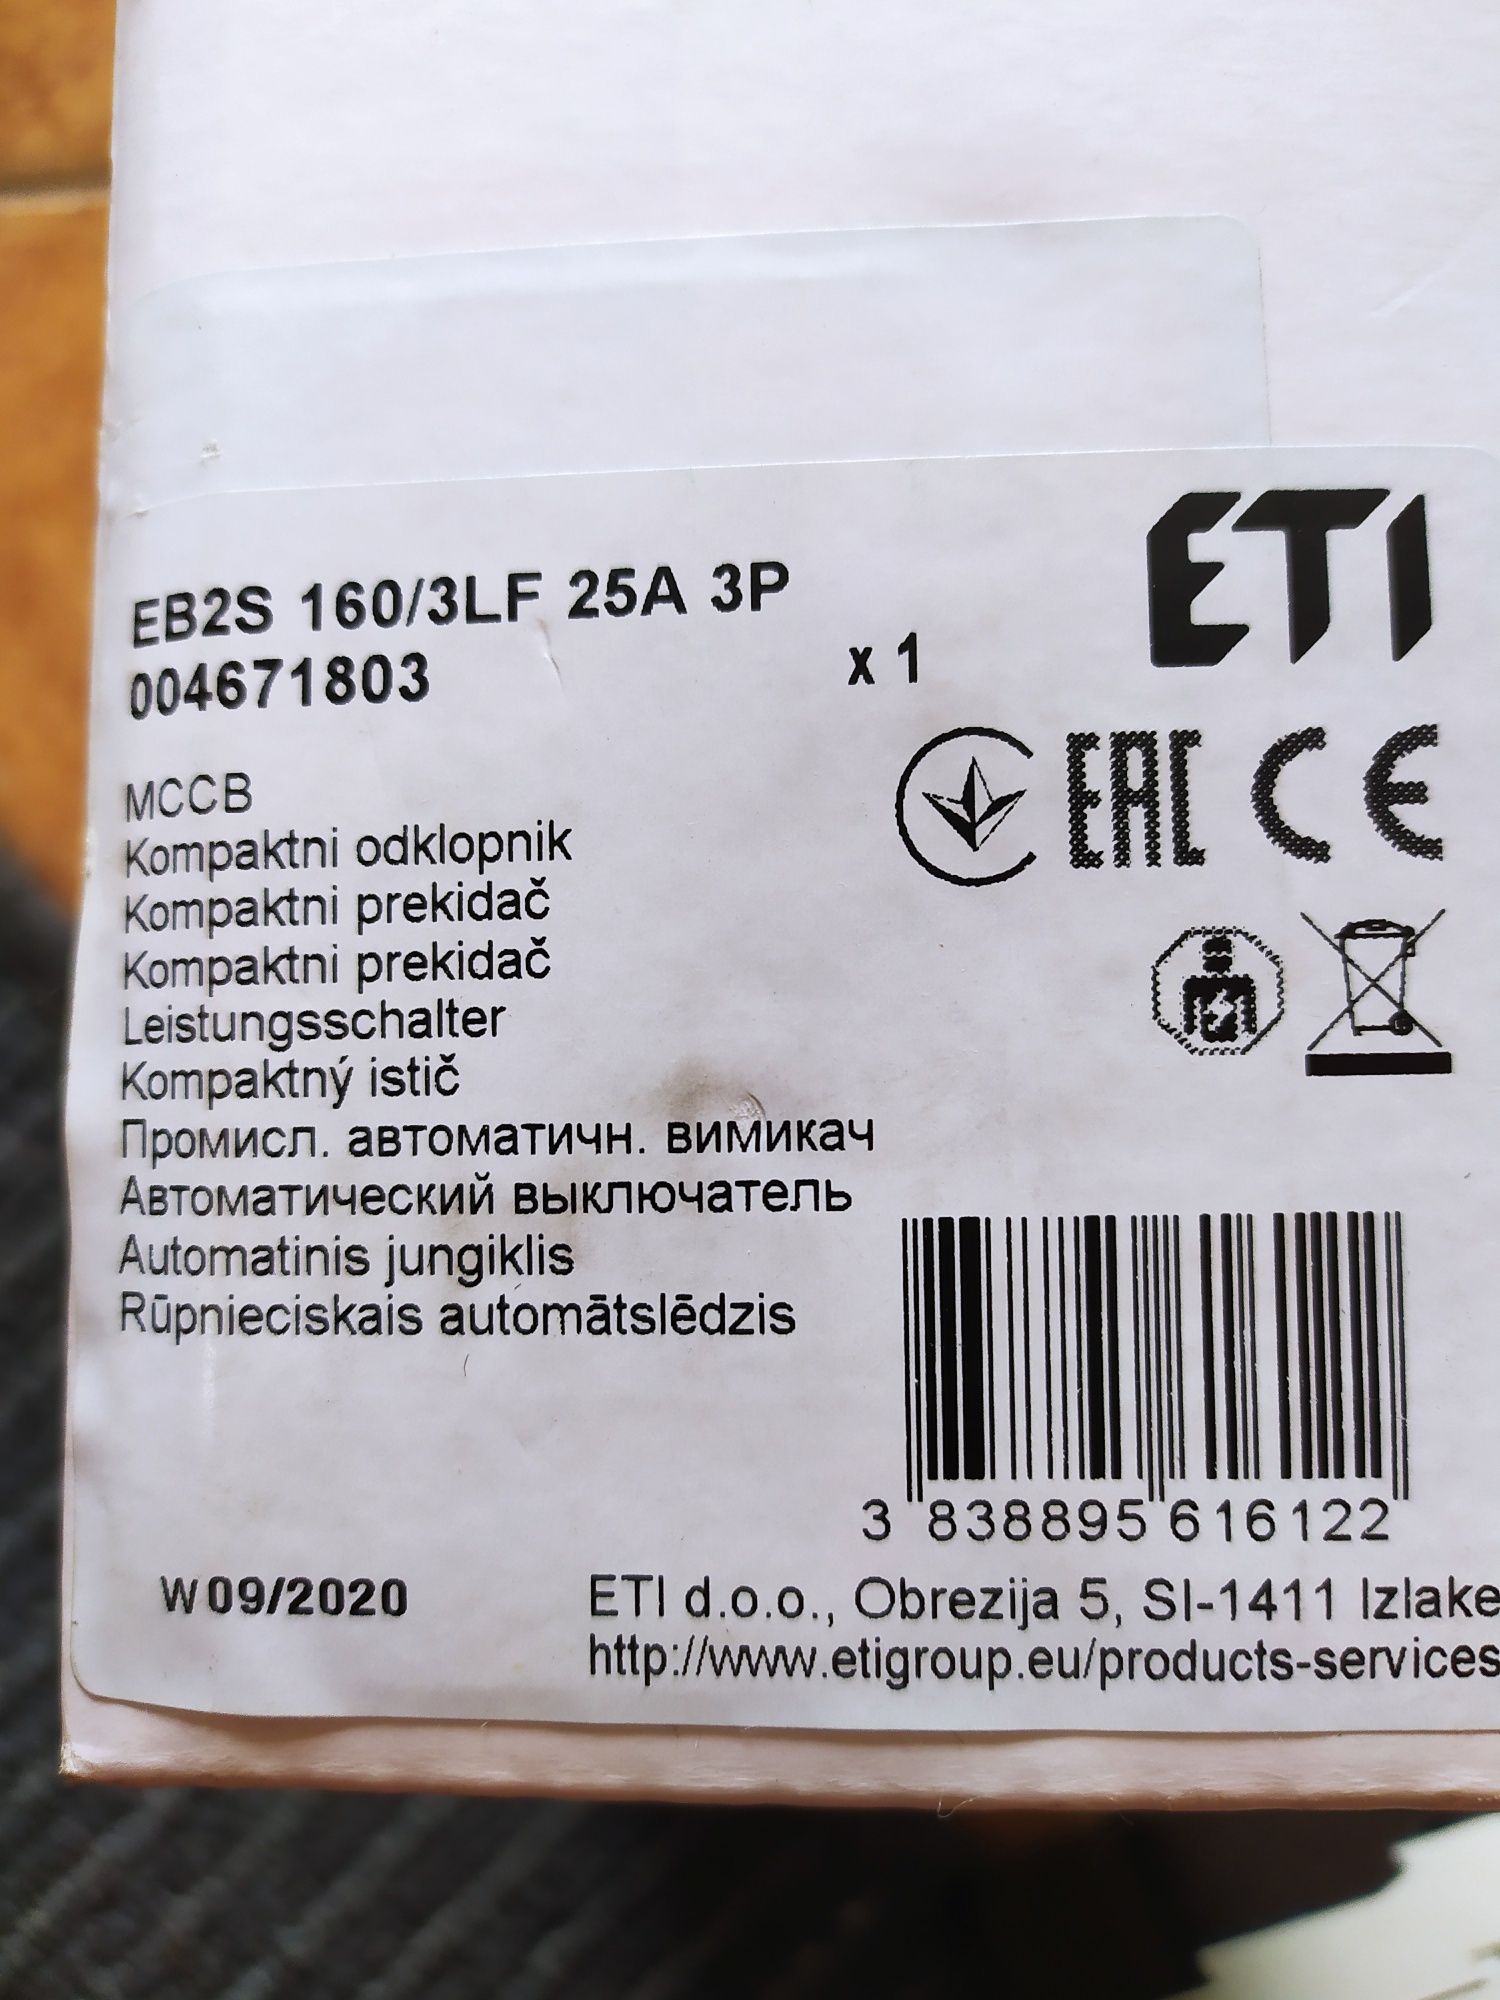 ETI
EB2S 160/3LF 25A 3P
004671803
x 1
EAC CE
MCCB
Kompaktni odklopnik
Kompaktni prekidač
Kompaktni prekidač
Leistungsschalter
Kompaktný istič
Промисл. автоматичн. вимикач
Автоматический выключатель
Automatinis jungiklis
Rūpnieciskais automātslēdzis
3 838895 616122
W09/2020
ETI d.o.o., Obrezija 5, SI-1411 Izlake
http://www.etigroup.eu/products-services